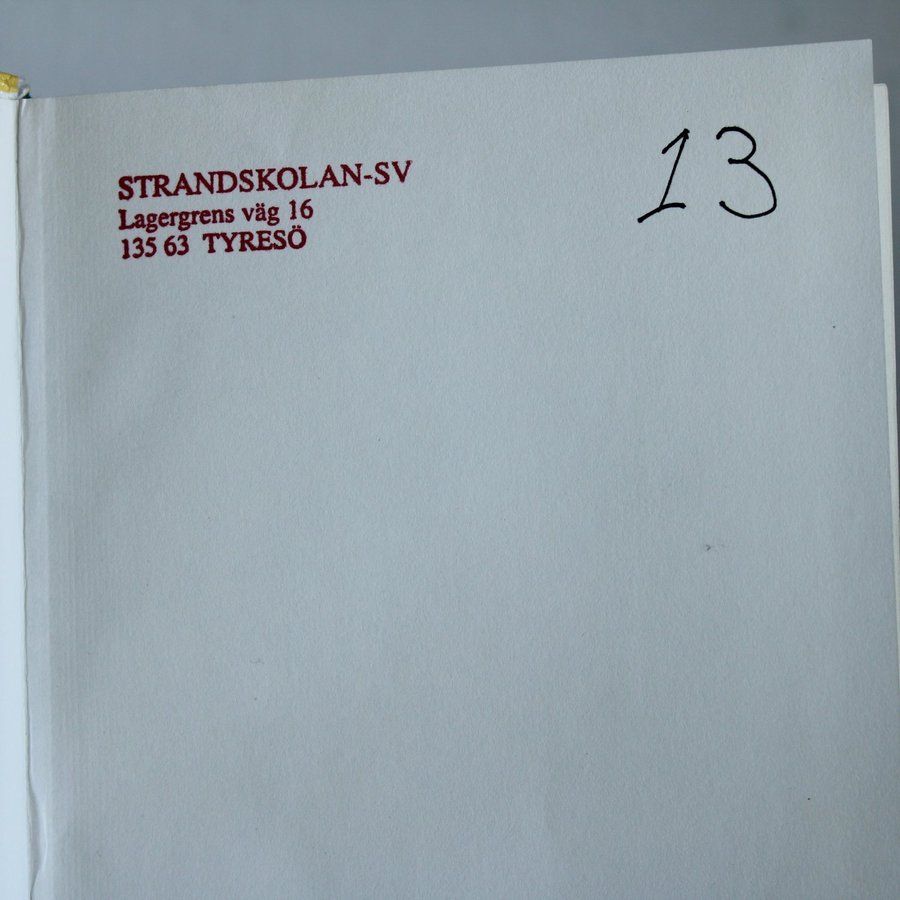 STRANDSKOLAN-SV
Lagergrens väg 16
135 63 TYRESÖ
13